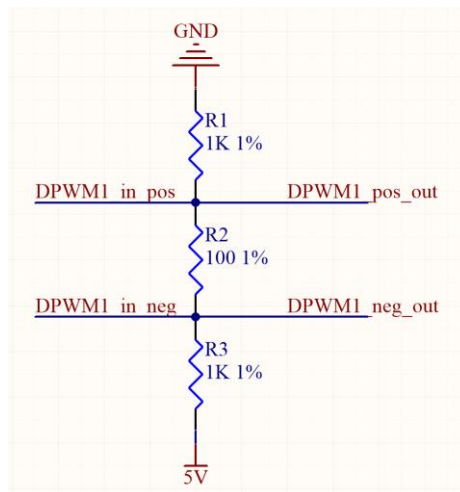 GND
R1
1K 1%
DPWM1_in_pos DPWM1_pos_out
R2
100 1%
DPWM1_in_neg DPWM1_neg_out
R3
1K 1%
5V